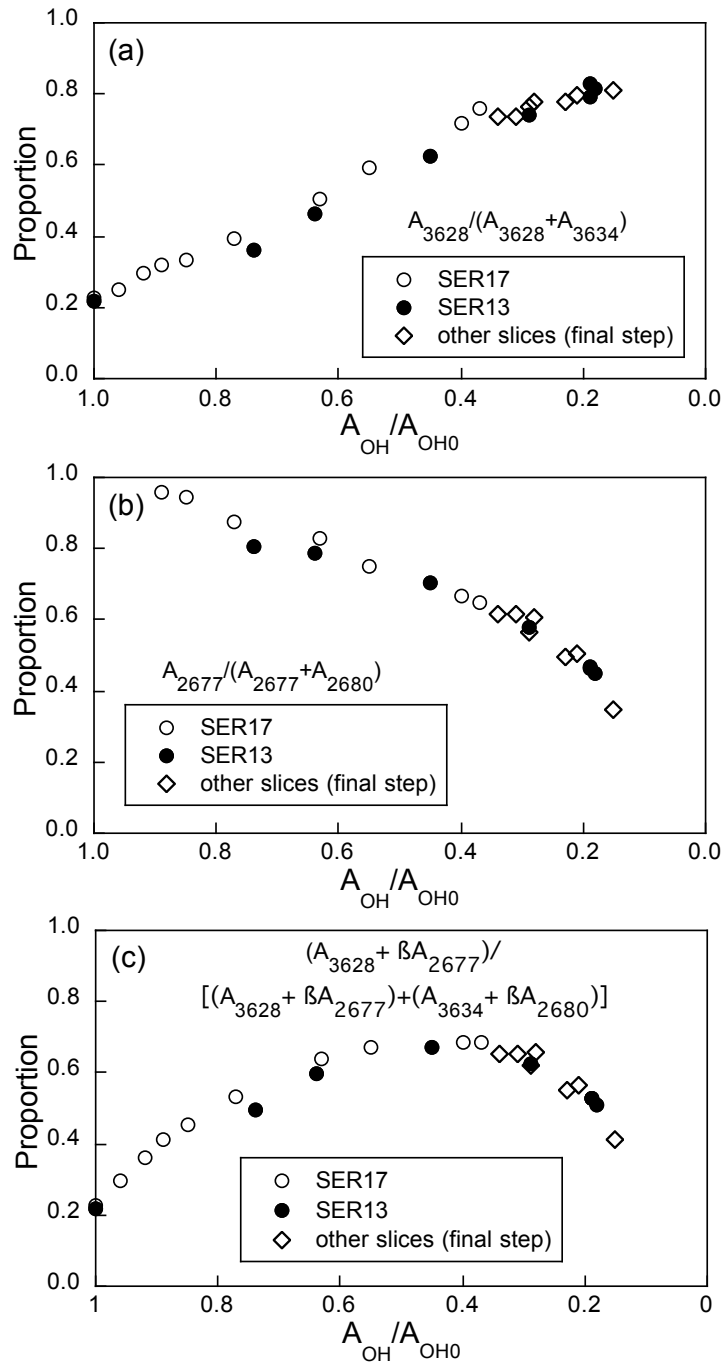 (a)
1.0
0.8
0.6
0.4
0.2
0.0
Proportion
A3628/(A3628+A3634)
SER17
SER13
other slices (final step)
1.0 0.8 0.6 0.4 0.2 0.0
AOH/AOH0
(b)
1.0
0.8
0.6
0.4
0.2
0.0
Proportion
A2677/(A2677+A2680)
SER17
SER13
other slices (final step)
1.0 0.8 0.6 0.4 0.2 0.0
AOH/AOH0
(c)
1.0
0.8
0.6
0.4
0.2
0.0
Proportion
(A3628+ ßA2677)/
[(A3628+ ßA2677)+(A3634+ ßA2680)]
SER17
SER13
other slices (final step)
1 0.8 0.6 0.4 0.2 0
AOH/AOH0